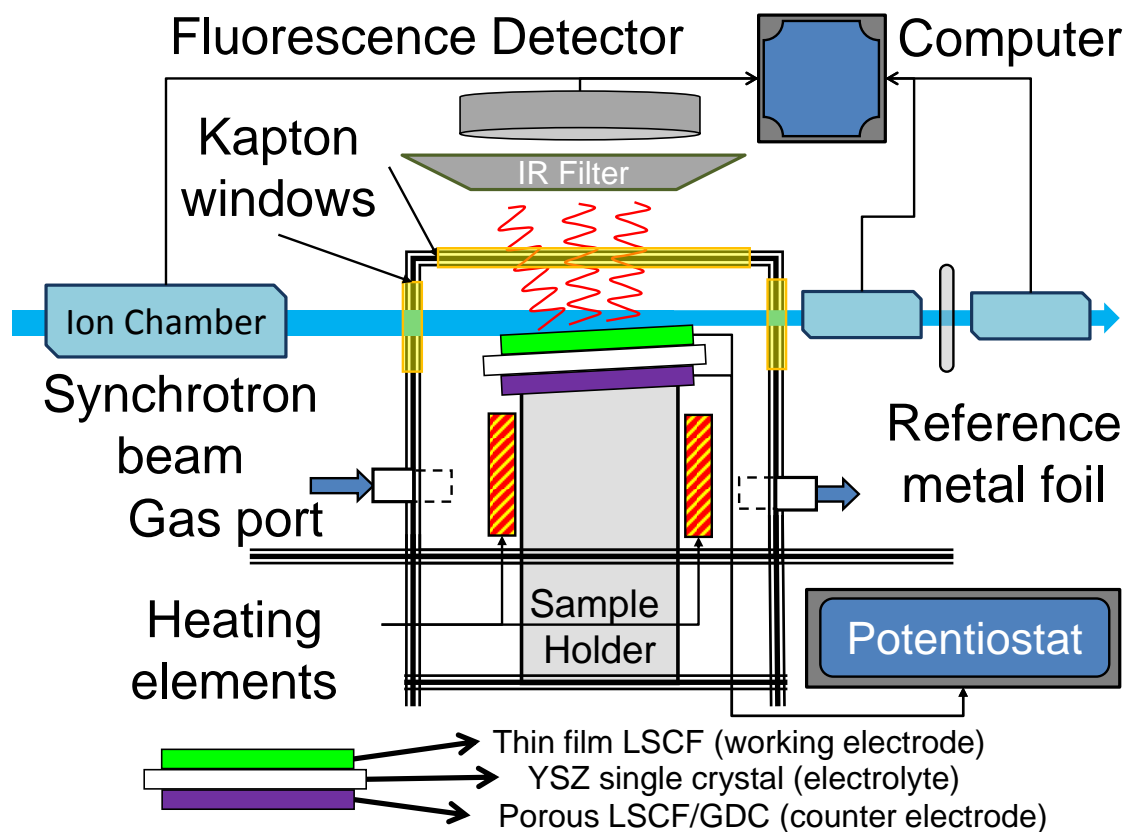 Fluorescence Detector
Computer
Kapton
windows
IR Filter
Ion Chamber
Synchrotron
beam
Gas port
Reference
metal foil
Heating
elements
Sample
Holder
Potentiostat
Thin film LSCF (working electrode)
YSZ single crystal (electrolyte)
Porous LSCF/GDC (counter electrode)